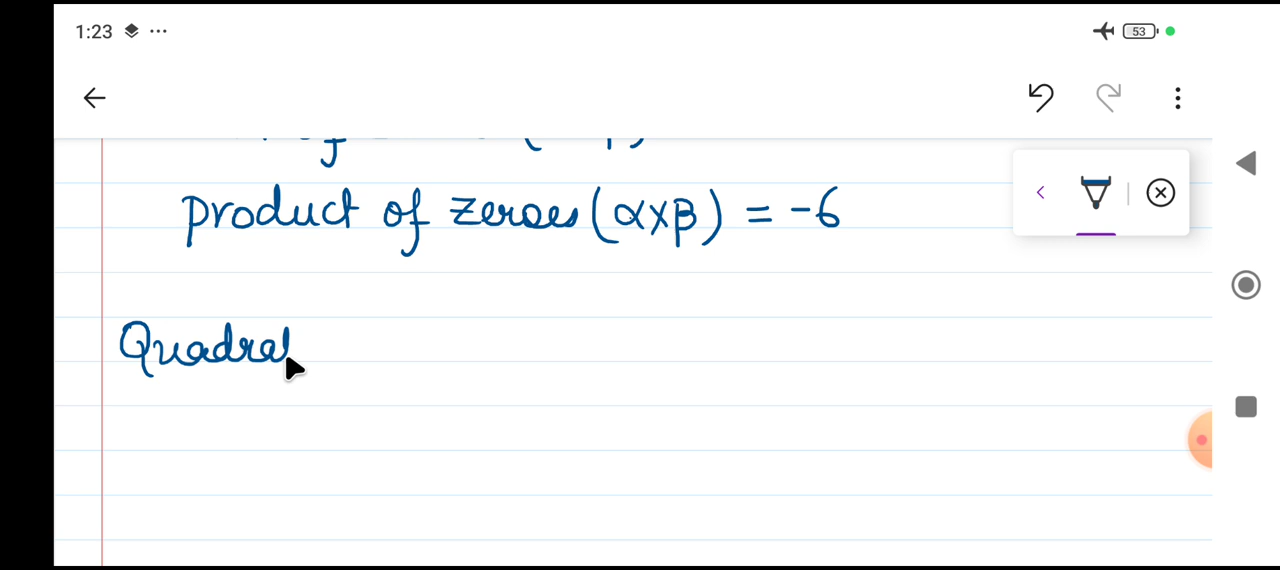 1:23 ...
53
product of zeroes (α×β) = -6
Quadra